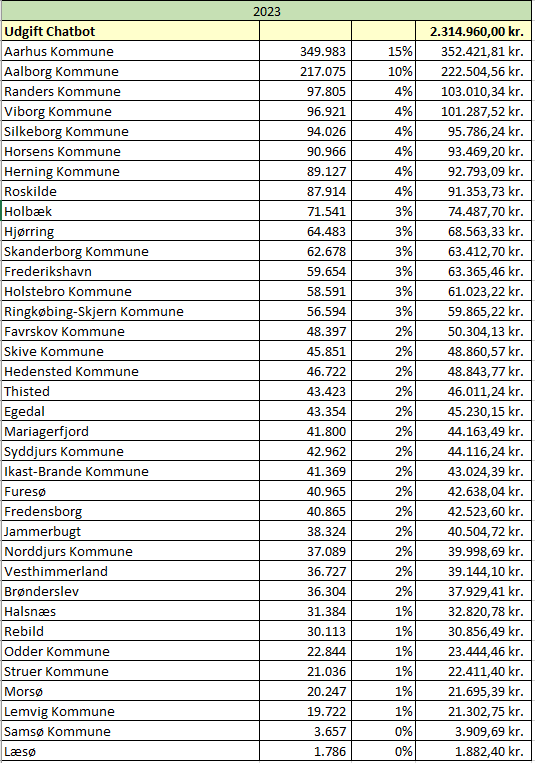 2023
Udgift Chatbot 2.314.960,00 kr.
Aarhus Kommune 349.983 15% 352.421,81 kr.
Aalborg Kommune 217.075 10% 222.504,56 kr.
Randers Kommune 97.805 4% 103.010,34 kr.
Viborg Kommune 96.921 4% 101.287,52 kr.
Silkeborg Kommune 94.026 4% 95.786,24 kr.
Horsens Kommune 90.966 4% 93.469,20 kr.
Herning Kommune 89.127 4% 92.793,09 kr.
Roskilde 87.914 4% 91.353,73 kr.
Holbæk 71.541 3% 74.487,70 kr.
Hjørring 64.483 3% 68.563,33 kr.
Skanderborg Kommune 62.678 3% 63.412,70 kr.
Frederikshavn 59.654 3% 63.365,46 kr.
Holstebro Kommune 58.591 3% 61.023,22 kr.
Ringkøbing-Skjern Kommune 56.594 3% 59.865,22 kr.
Favrskov Kommune 48.397 2% 50.304,13 kr.
Skive Kommune 45.851 2% 48.860,57 kr.
Hedensted Kommune 46.722 2% 48.843,77 kr.
Thisted 43.423 2% 46.011,24 kr.
Egedal 43.354 2% 45.230,15 kr.
Mariagerfjord 41.800 2% 44.163,49 kr.
Syddjurs Kommune 42.962 2% 44.116,24 kr.
Ikast-Brande Kommune 41.369 2% 43.024,39 kr.
Furesø 40.965 2% 42.638,04 kr.
Fredensborg 40.865 2% 42.523,60 kr.
Jammerbugt 38.324 2% 40.504,72 kr.
Norddjurs Kommune 37.089 2% 39.998,69 kr.
Vesthimmerland 36.727 2% 39.144,10 kr.
Brønderslev 36.304 2% 37.929,41 kr.
Halsnæs 31.384 1% 32.820,78 kr.
Rebild 30.113 1% 30.856,49 kr.
Odder Kommune 22.844 1% 23.444,46 kr.
Struer Kommune 21.036 1% 22.411,40 kr.
Morsø 20.247 1% 21.695,39 kr.
Lemvig Kommune 19.722 1% 21.302,75 kr.
Samsø Kommune 3.657 0% 3.909,69 kr.
Læsø 1.786 0% 1.882,40 kr.